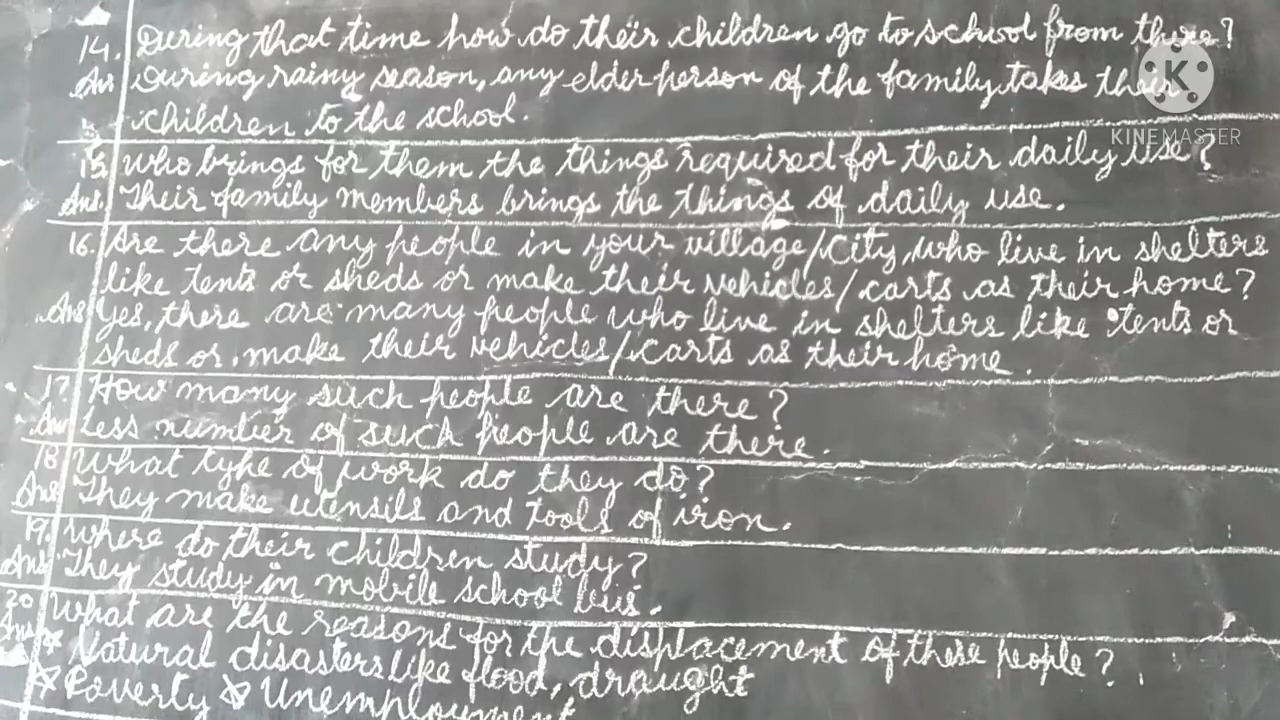 14. During that time how do their children go to school from there?
Ans During rainy season, any elder person of the family takes their
children to the school.
15. Who brings for them the things required for their daily use?
Ans. Their family members brings the things of daily use.
16. Are there any people in your village/city, who live in shelters
like tents or sheds or make their vehicles/carts as their home?
Ans Yes, there are many people who live in shelters like tents or
sheds or make their vehicles/carts as their home.
17. How many such people are there?
Ans Less number of such people are there.
18 What type of work do they do?
Ans They make utensils and tools of iron.
19. Where do their children study?
Ans They study in mobile school bus.
20 What are the reasons for the displacement of these people?
Ans * Natural disasters like flood, draught
* Poverty * Unemployment
K
KINEMASTER